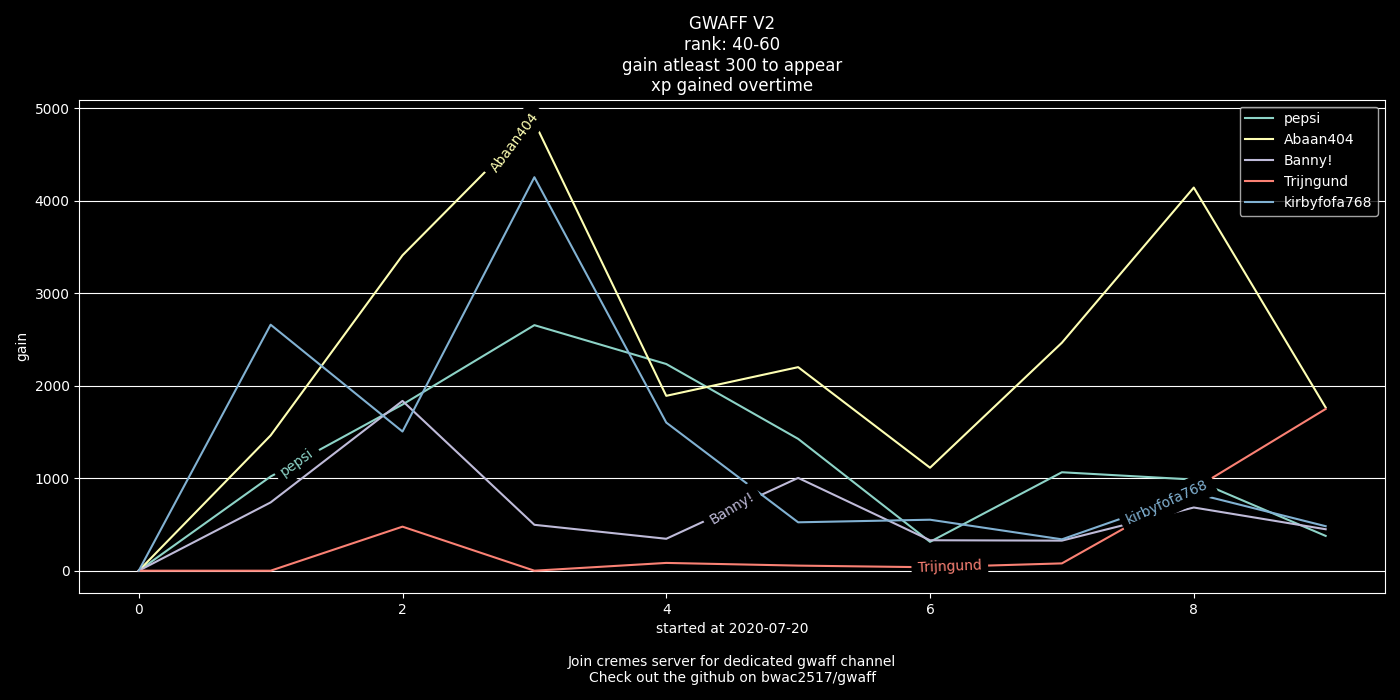 GWAFF V2
rank: 40-60
gain atleast 300 to appear
xp gained overtime
5000
4000
3000
2000
1000
0
gain
Abaan404
pepsi
Banny!
Trijngund
kirbyfofa768
pepsi
Abaan404
Banny!
Trijngund
kirbyfofa768
0
2
4
6
8
started at 2020-07-20
Join cremes server for dedicated gwaff channel
Check out the github on bwac2517/gwaff